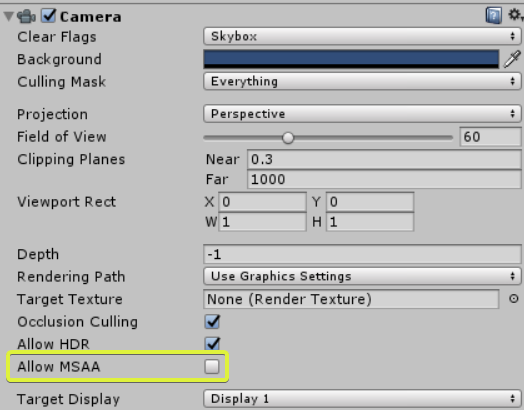 Camera
Clear Flags Skybox
Background
Culling Mask Everything
Projection Perspective
Field of View 60
Clipping Planes Near 0.3
Far 1000
Viewport Rect X 0 Y 0
W 1 H 1
Depth -1
Rendering Path Use Graphics Settings
Target Texture None (Render Texture)
Occlusion Culling
Allow HDR
Allow MSAA
Target Display Display 1